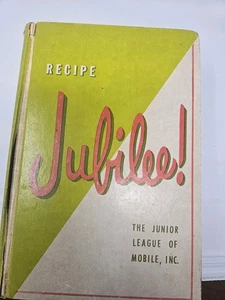 RECIPE
Jubilee!
THE JUNIOR
LEAGUE OF
MOBILE, INC.